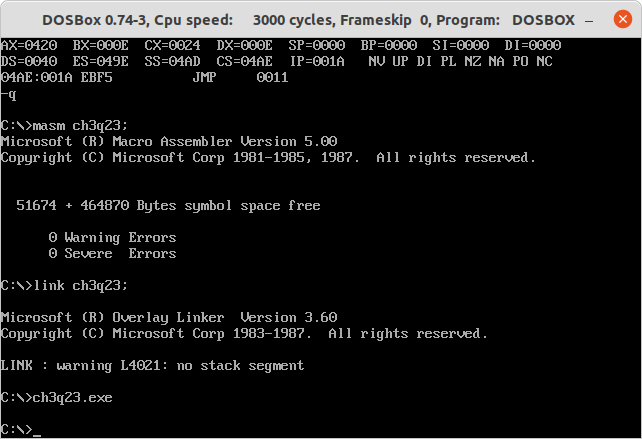 DOSBox 0.74-3, Cpu speed: 3000 cycles, Frameskip 0, Program: DOSBOX
AX=0420 BX=000E CX=0024 DX=000E SP=0000 BP=0000 SI=0000 DI=0000
DS=0040 ES=049E SS=04AD CS=04AE IP=001A NV UP DI PL NZ NA PO NC
04AE:001A EBF5 JMP 0011
-q
C:\>masm ch3q23;
Microsoft (R) Macro Assembler Version 5.00
Copyright (C) Microsoft Corp 1981-1985, 1987. All rights reserved.
51674 + 464870 Bytes symbol space free
0 Warning Errors
0 Severe Errors
C:\>link ch3q23;
Microsoft (R) Overlay Linker Version 3.60
Copyright (C) Microsoft Corp 1983-1987. All rights reserved.
LINK : warning L4021: no stack segment
C:\>ch3q23.exe
C:\>_